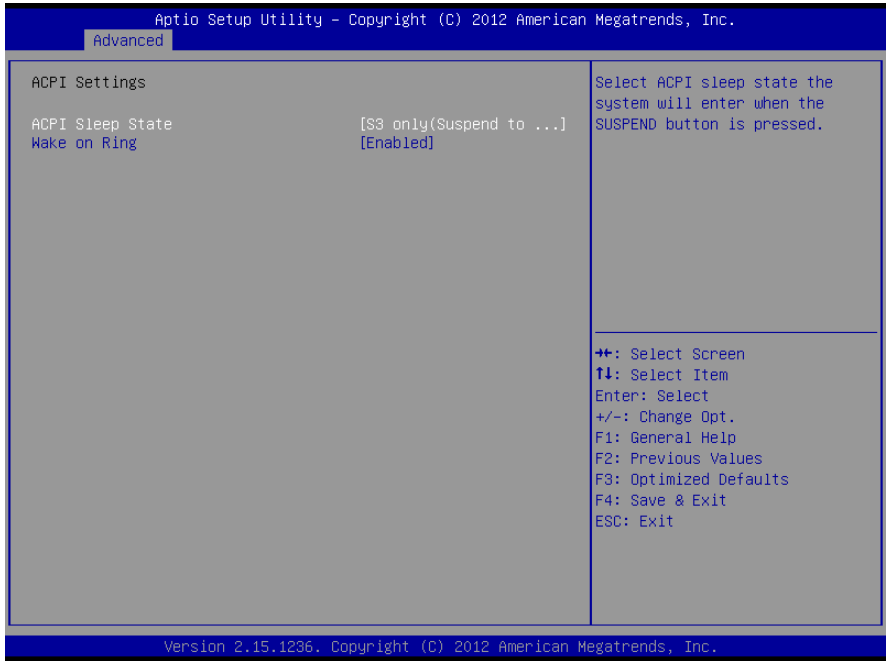 Aptio Setup Utility – Copyright (C) 2012 American Megatrends, Inc.
Advanced
ACPI Settings
ACPI Sleep State [S3 only(Suspend to ...]
Wake on Ring [Enabled]
Select ACPI sleep state the
system will enter when the
SUSPEND button is pressed.
→←: Select Screen
↑↓: Select Item
Enter: Select
+/-: Change Opt.
F1: General Help
F2: Previous Values
F3: Optimized Defaults
F4: Save & Exit
ESC: Exit
Version 2.15.1236. Copyright (C) 2012 American Megatrends, Inc.